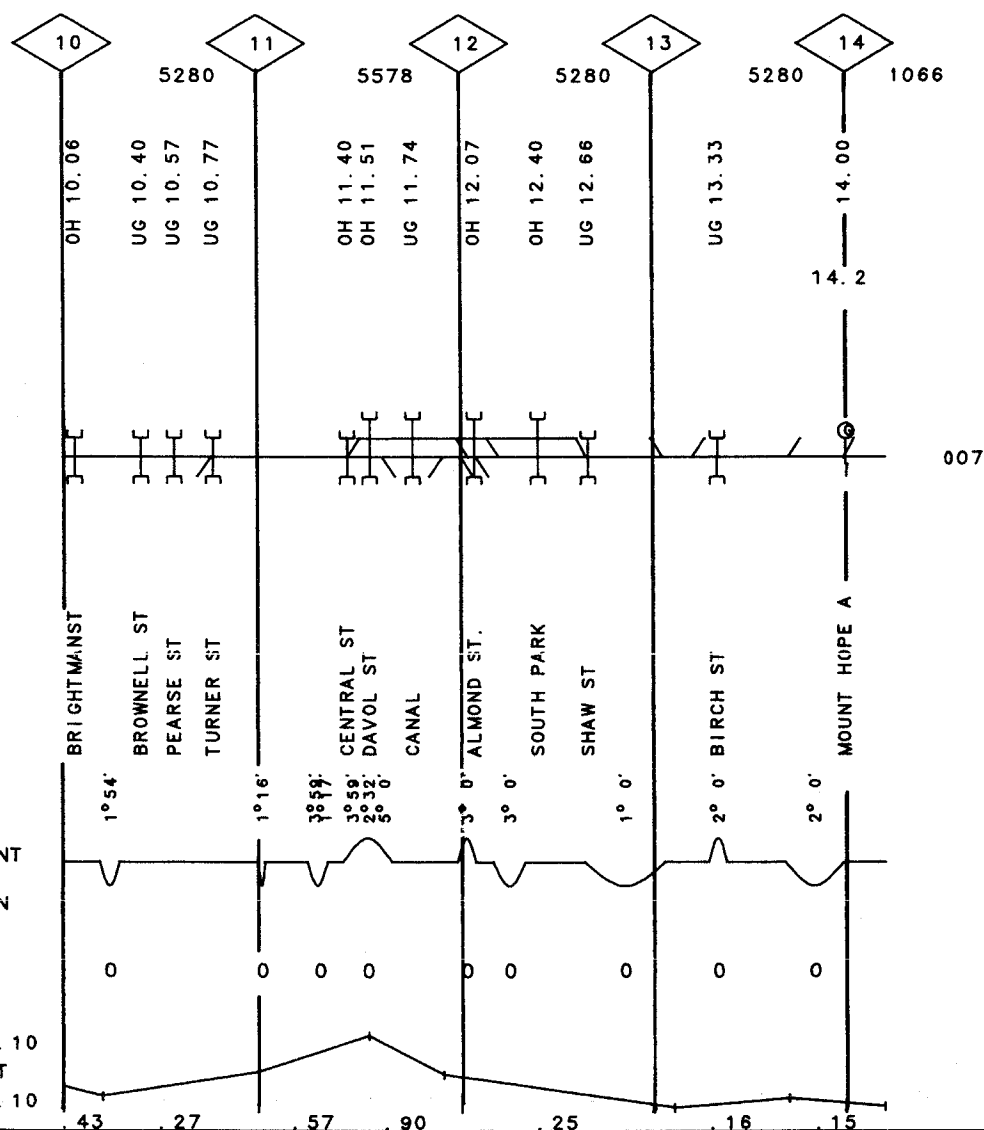 10 11 12 13 14
5280 5578 5280 5280 1066
OH 10.06
UG 10.40
UG 10.57
UG 10.77
OH 11.40
OH 11.51
UG 11.74
OH 12.07
OH 12.40
UG 12.66
UG 13.33
14.00
14.2
007
BRIGHTMANST
BROWNELL ST
PEARSE ST
TURNER ST
CENTRAL ST
DAVOL ST
CANAL
ALMOND ST.
SOUTH PARK
SHAW ST
BIRCH ST
MOUNT HOPE A
1°54'
1°16'
3°59'
1°17'
3°59'
2°32'
5° 0'
3° 0'
3° 0'
1° 0'
2° 0'
2° 0'
NT
0 0 0 0 0 0 0 0 0
. 10
T
. 10
.43 .27 .57 .90 .25 .16 .15